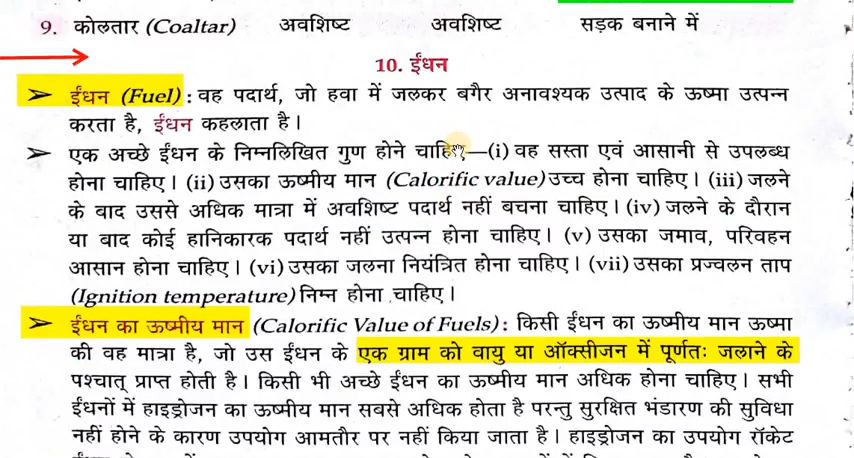 9. कोलतार (Coaltar) अवशिष्ट अवशिष्ट सड़क बनाने में
10. ईंधन
➢ ईंधन (Fuel) : वह पदार्थ, जो हवा में जलकर बगैर अनावश्यक उत्पाद के ऊष्मा उत्पन्न
करता है, ईंधन कहलाता है।
➢ एक अच्छे ईंधन के निम्नलिखित गुण होने चाहिए—(i) वह सस्ता एवं आसानी से उपलब्ध
होना चाहिए। (ii) उसका ऊष्मीय मान (Calorific value) उच्च होना चाहिए। (iii) जलने
के बाद उससे अधिक मात्रा में अवशिष्ट पदार्थ नहीं बचना चाहिए। (iv) जलने के दौरान
या बाद कोई हानिकारक पदार्थ नहीं उत्पन्न होना चाहिए। (v) उसका जमाव, परिवहन
आसान होना चाहिए। (vi) उसका जलना नियंत्रित होना चाहिए। (vii) उसका प्रज्वलन ताप
(Ignition temperature) निम्न होना चाहिए।
➢ ईंधन का ऊष्मीय मान (Calorific Value of Fuels) : किसी ईंधन का ऊष्मीय मान ऊष्मा
की वह मात्रा है, जो उस ईंधन के एक ग्राम को वायु या ऑक्सीजन में पूर्णतः जलाने के
पश्चात् प्राप्त होती है। किसी भी अच्छे ईंधन का ऊष्मीय मान अधिक होना चाहिए। सभी
ईंधनों में हाइड्रोजन का ऊष्मीय मान सबसे अधिक होता है परन्तु सुरक्षित भंडारण की सुविधा
नहीं होने के कारण उपयोग आमतौर पर नहीं किया जाता है। हाइड्रोजन का उपयोग रॉकेट